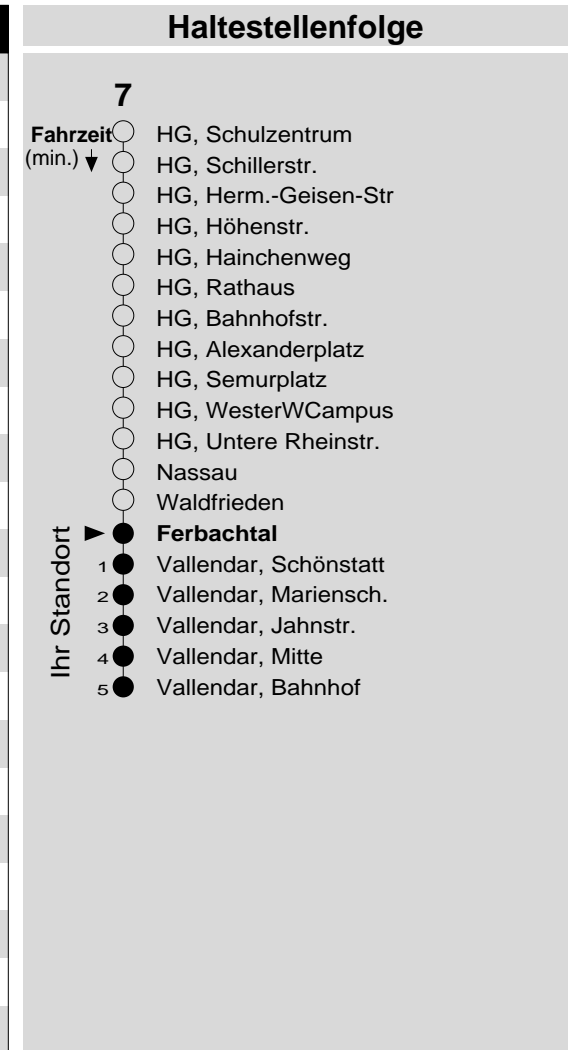 Haltestellenfolge
7
Fahrzeit
(min.)
HG, Schulzentrum
HG, Schillerstr.
HG, Herm.-Geisen-Str
HG, Höhenstr.
HG, Hainchenweg
HG, Rathaus
HG, Bahnhofstr.
HG, Alexanderplatz
HG, Semurplatz
HG, WesterWCampus
HG, Untere Rheinstr.
Nassau
Waldfrieden
Ihr Standort
Ferbachtal
1 Vallendar, Schönstatt
2 Vallendar, Mariensch.
3 Vallendar, Jahnstr.
4 Vallendar, Mitte
5 Vallendar, Bahnhof